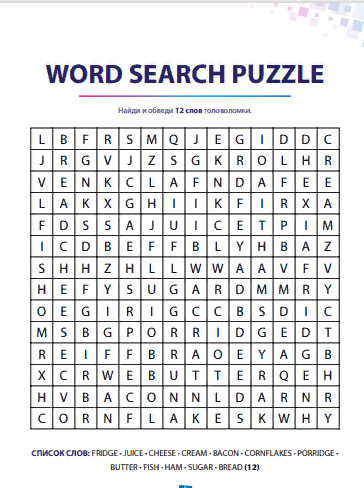 WORD SEARCH PUZZLE
Найди и обведи 12 слов головоломки.
L B F R S M Q J E G I D D C
J R G V J Z S G K R O L H R
V E N K C L A F N D A F E E
L A K X G H I I K F I R X A
F D S S A J U I C E T P I M
I C D B E F F B L Y H B A Z
S H H Z H L L W W A A V F V
H E F Y S U G A R D M M R Y
O E G I R I G C C B S D I C
M S B G P O R R I D G E D T
R E I F F B R A O E Y A G B
X C R W E B U T T E R Q E H
H V B A C O N N L D A R N R
C O R N F L A K E S K W H Y
СПИСОК СЛОВ: FRIDGE • JUICE • CHEESE • CREAM • BACON • CORNFLAKES • PORRIDGE •
BUTTER • FISH • HAM • SUGAR • BREAD (12)